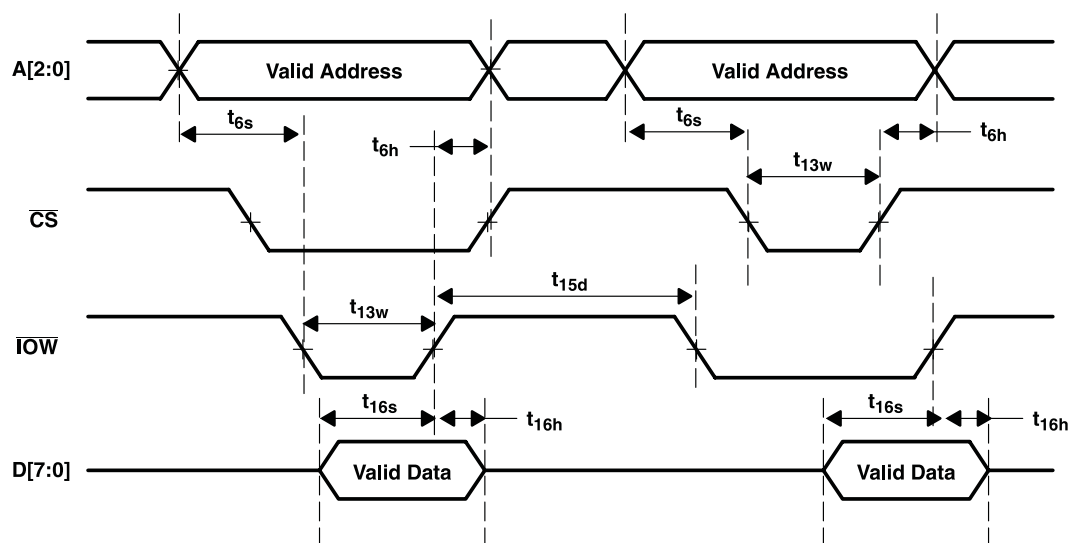 A[2:0] Valid Address Valid Address
t6s t6h t6s t6h
t13w
CS
t15d
t13w
IOW
t16s t16h t16s t16h
D[7:0] Valid Data Valid Data